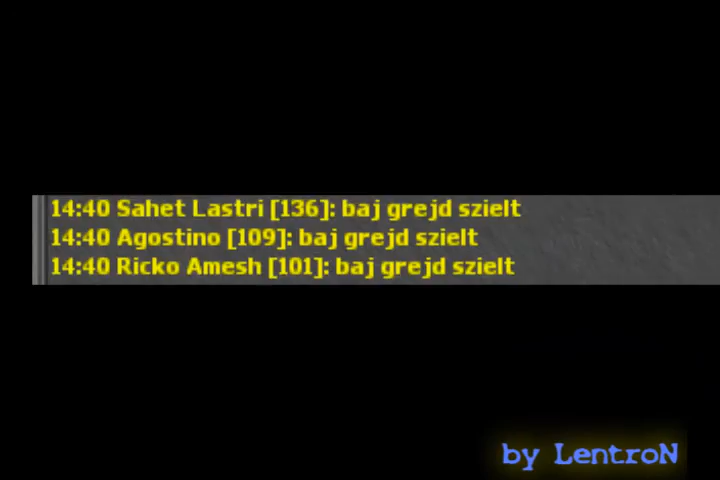 14:40 Sahet Lastri [136]: baj grejd szielt
14:40 Agostino [109]: baj grejd szielt
14:40 Ricko Amesh [101]: baj grejd szielt
by LentroN